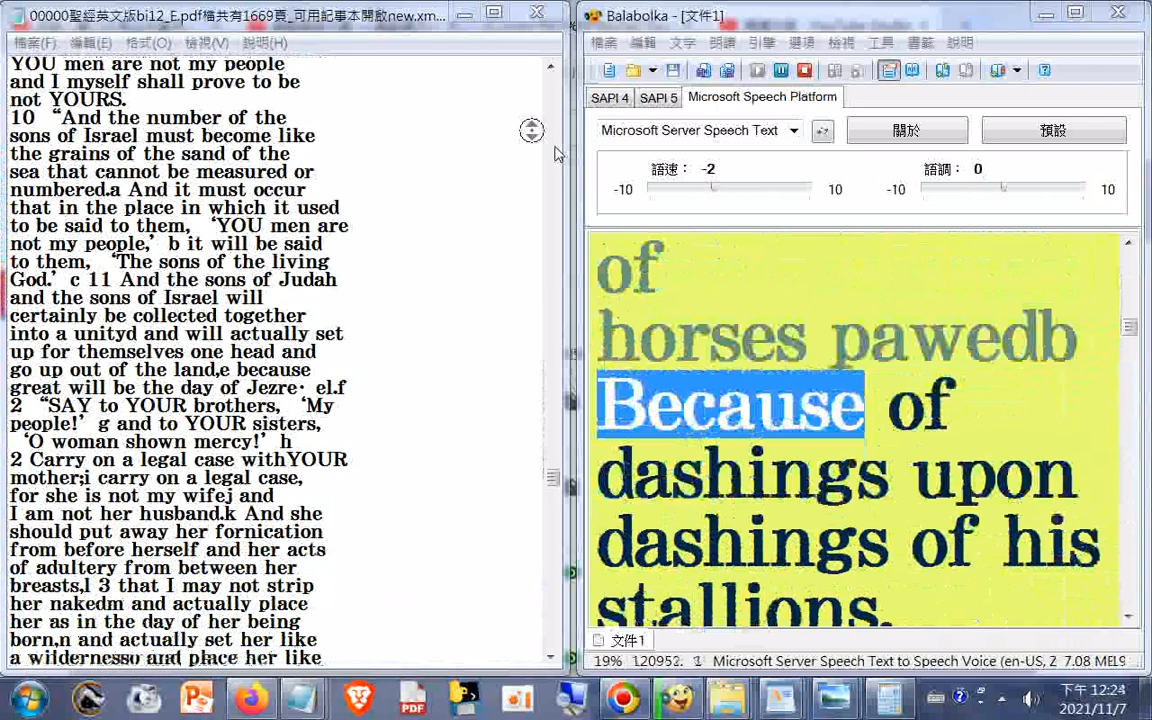 00000聖經英文版bi12_E.pdf檔共有1669頁_可用記事本開啟new.xm...
檔案(F) 編輯(E) 格式(O) 檢視(V) 說明(H)
YOU men are not my people
and I myself shall prove to be
not YOURS.
10 “And the number of the
sons of Israel must become like
the grains of the sand of the
sea that cannot be measured or
numbered.a And it must occur
that in the place in which it used
to be said to them, ‘YOU men are
not my people,’ b it will be said
to them, ‘The sons of the living
God.’ c 11 And the sons of Judah
and the sons of Israel will
certainly be collected together
into a unityd and will actually set
up for themselves one head and
go up out of the land,e because
great will be the day of Jezre· el.f
2 “SAY to YOUR brothers, ‘My
people!’ g and to YOUR sisters,
‘O woman shown mercy!’ h
2 Carry on a legal case withYOUR
mother;i carry on a legal case,
for she is not my wifej and
I am not her husband.k And she
should put away her fornication
from before herself and her acts
of adultery from between her
breasts,l 3 that I may not strip
her nakedm and actually place
her as in the day of her being
born,n and actually set her like
a wildernesso and place her like
Balabolka - [文件1]
檔案 編輯 文字 朗讀 引擎 選項 檢視 工具 書籤 說明
SAPI 4 SAPI 5 Microsoft Speech Platform
Microsoft Server Speech Text 關於 預設
語速： -2 語調： 0
-10 10 -10 10
of
horses pawedb
Because of
dashings upon
dashings of his
stallions.
文件1
19% Microsoft Server Speech Text to Speech Voice (en-US, Z 7.08 MEL9
下午 12:24
2021/11/7